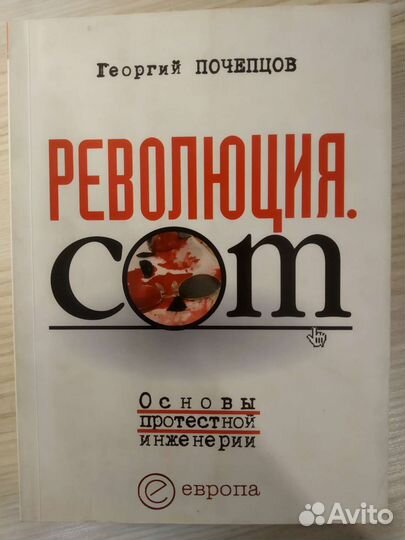 Георгий ПОЧЕПЦОВ
РЕВОЛЮЦИЯ.
com
Основы
протестной
инженерии
e европа
Avito